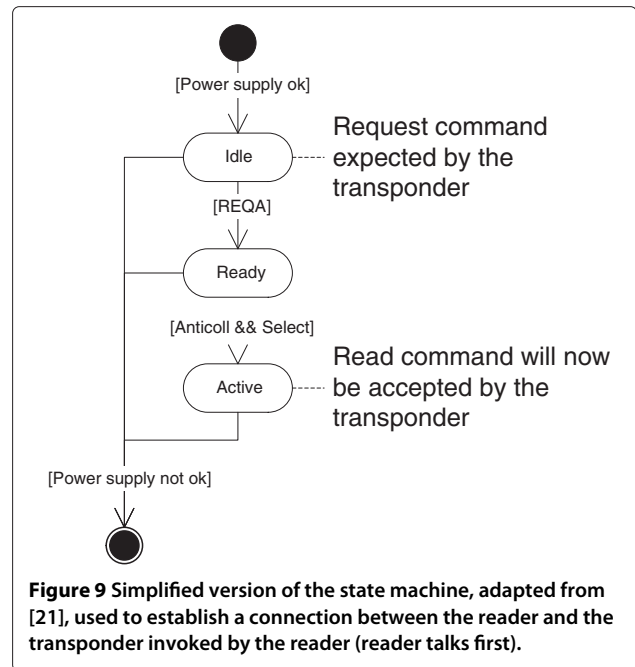 [Power supply ok]
Idle
Request command
expected by the
transponder
[REQA]
Ready
[Anticoll && Select]
Active
Read command will now
be accepted by the
transponder
[Power supply not ok]
Figure 9 Simplified version of the state machine, adapted from
[21], used to establish a connection between the reader and the
transponder invoked by the reader (reader talks first).